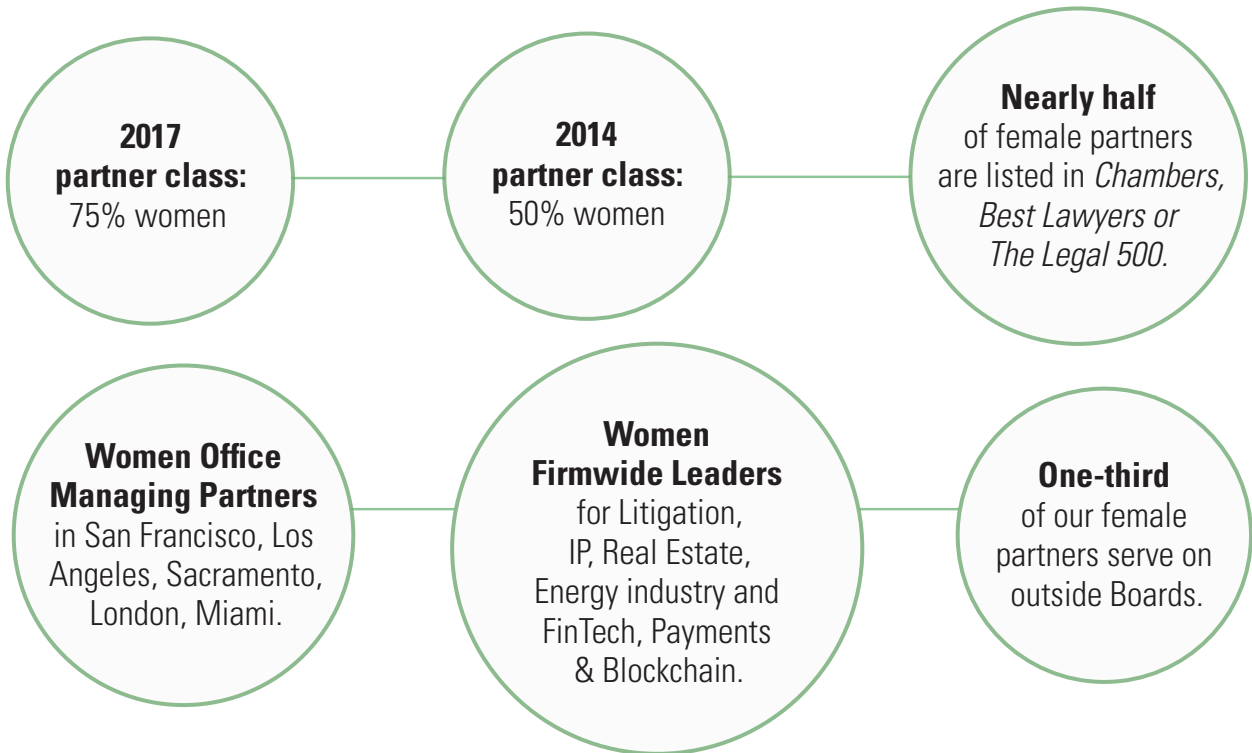 2017
partner class:
75% women
2014
partner class:
50% women
Nearly half
of female partners
are listed in Chambers,
Best Lawyers or
The Legal 500.
Women Office
Managing Partners
in San Francisco, Los
Angeles, Sacramento,
London, Miami.
Women
Firmwide Leaders
for Litigation,
IP, Real Estate,
Energy industry and
FinTech, Payments
& Blockchain.
One-third
of our female
partners serve on
outside Boards.